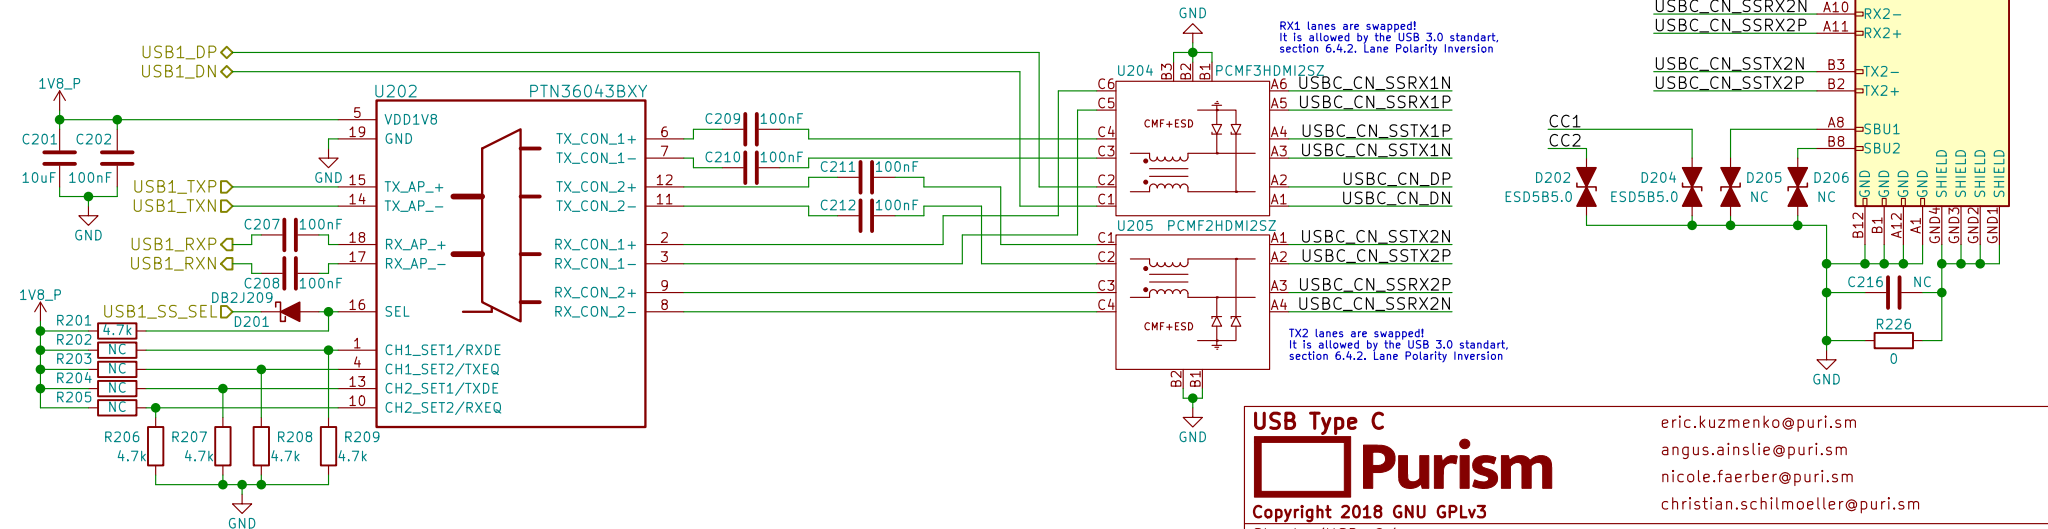 USB1_DP
USB1_DN
1V8_P
C201
10uF
C202
100nF
GND
GND
USB1_TXP
USB1_TXN
USB1_RXP
USB1_RXN
C207
100nF
C208
100nF
1V8_P
DB2J209
USB1_SS_SEL
D201
R201
4.7k
R202
NC
R203
NC
R204
NC
R205
NC
R206
4.7k
R207
4.7k
R208
4.7k
R209
4.7k
GND
U202
PTN36043BXY
5
VDD1V8
19
GND
15
TX_AP_+
14
TX_AP_-
18
RX_AP_+
17
RX_AP_-
16
SEL
1
CH1_SET1/RXDE
4
CH1_SET2/TXEQ
13
CH2_SET1/TXDE
10
CH2_SET2/RXEQ
TX_CON_1+
6
TX_CON_1-
7
TX_CON_2+
12
TX_CON_2-
11
RX_CON_1+
2
RX_CON_1-
3
RX_CON_2+
9
RX_CON_2-
8
C209
100nF
C210
100nF
C211
100nF
C212
100nF
GND
B3
B2
B1
U204
PCMF3HDMI2SZ
C6
C5
C4
C3
C2
C1
CMF+ESD
A6
USBC_CN_SSRX1N
A5
USBC_CN_SSRX1P
A4
USBC_CN_SSTX1P
A3
USBC_CN_SSTX1N
A2
USBC_CN_DP
A1
USBC_CN_DN
RX1 lanes are swapped!
It is allowed by the USB 3.0 standart,
section 6.4.2. Lane Polarity Inversion
U205
PCMF2HDMI2SZ
C1
C2
C3
C4
CMF+ESD
A1
USBC_CN_SSTX2N
A2
USBC_CN_SSTX2P
A3
USBC_CN_SSRX2P
A4
USBC_CN_SSRX2N
B2
B1
GND
TX2 lanes are swapped!
It is allowed by the USB 3.0 standart,
section 6.4.2. Lane Polarity Inversion
USBC_CN_SSRX2N
A10
RX2-
USBC_CN_SSRX2P
A11
RX2+
USBC_CN_SSTX2N
B3
TX2-
USBC_CN_SSTX2P
B2
TX2+
CC1
A8
SBU1
CC2
B8
SBU2
D202
ESD5B5.0
D204
ESD5B5.0
D205
NC
D206
NC
GND
GND
GND
GND
SHIELD
SHIELD
SHIELD
SHIELD
B12
B1
A12
A1
GND4
GND3
GND2
GND1
C216
NC
R226
0
GND
USB Type C
Purism
Copyright 2018 GNU GPLv3
eric.kuzmenko@puri.sm
angus.ainslie@puri.sm
nicole.faerber@puri.sm
christian.schilmoeller@puri.sm